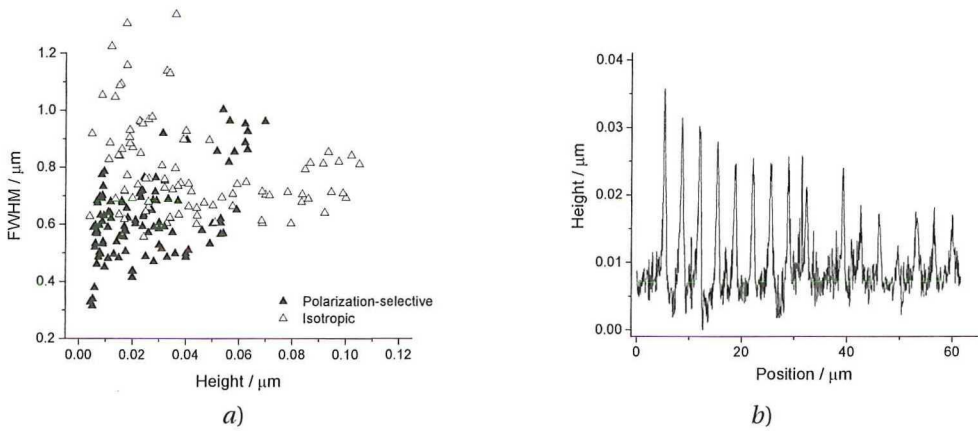 1.2
1.0
0.8
0.6
0.4
0.2
FWHM / μm
Polarization-selective
Isotropic
0.00 0.02 0.04 0.06 0.08 0.10 0.12
Height / μm
a)
0.04
0.03
0.02
0.01
0.00
Height / μm
0 20 40 60
Position / μm
b)